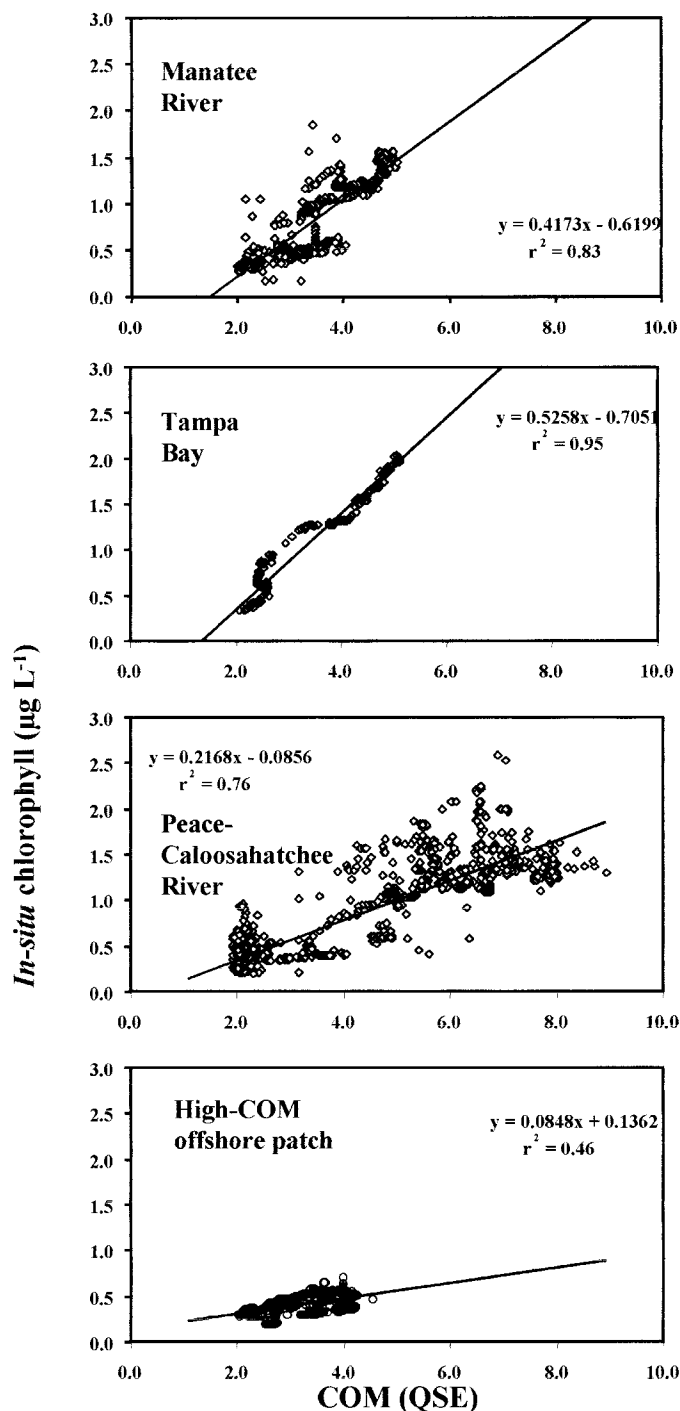 3.0
2.5
2.0
1.5
1.0
0.5
0.0
Manatee
River
y = 0.4173x - 0.6199
r² = 0.83
0.0 2.0 4.0 6.0 8.0 10.0
3.0
2.5
2.0
1.5
1.0
0.5
0.0
Tampa
Bay
y = 0.5258x - 0.7051
r² = 0.95
0.0 2.0 4.0 6.0 8.0 10.0
In-situ chlorophyll (µg L⁻¹)
3.0
2.5
2.0
1.5
1.0
0.5
0.0
y = 0.2168x - 0.0856
r² = 0.76
Peace-
Caloosahatchee
River
0.0 2.0 4.0 6.0 8.0 10.0
3.0
2.5
2.0
1.5
1.0
0.5
0.0
High-COM
offshore patch
y = 0.0848x + 0.1362
r² = 0.46
0.0 2.0 4.0 6.0 8.0 10.0
COM (QSE)